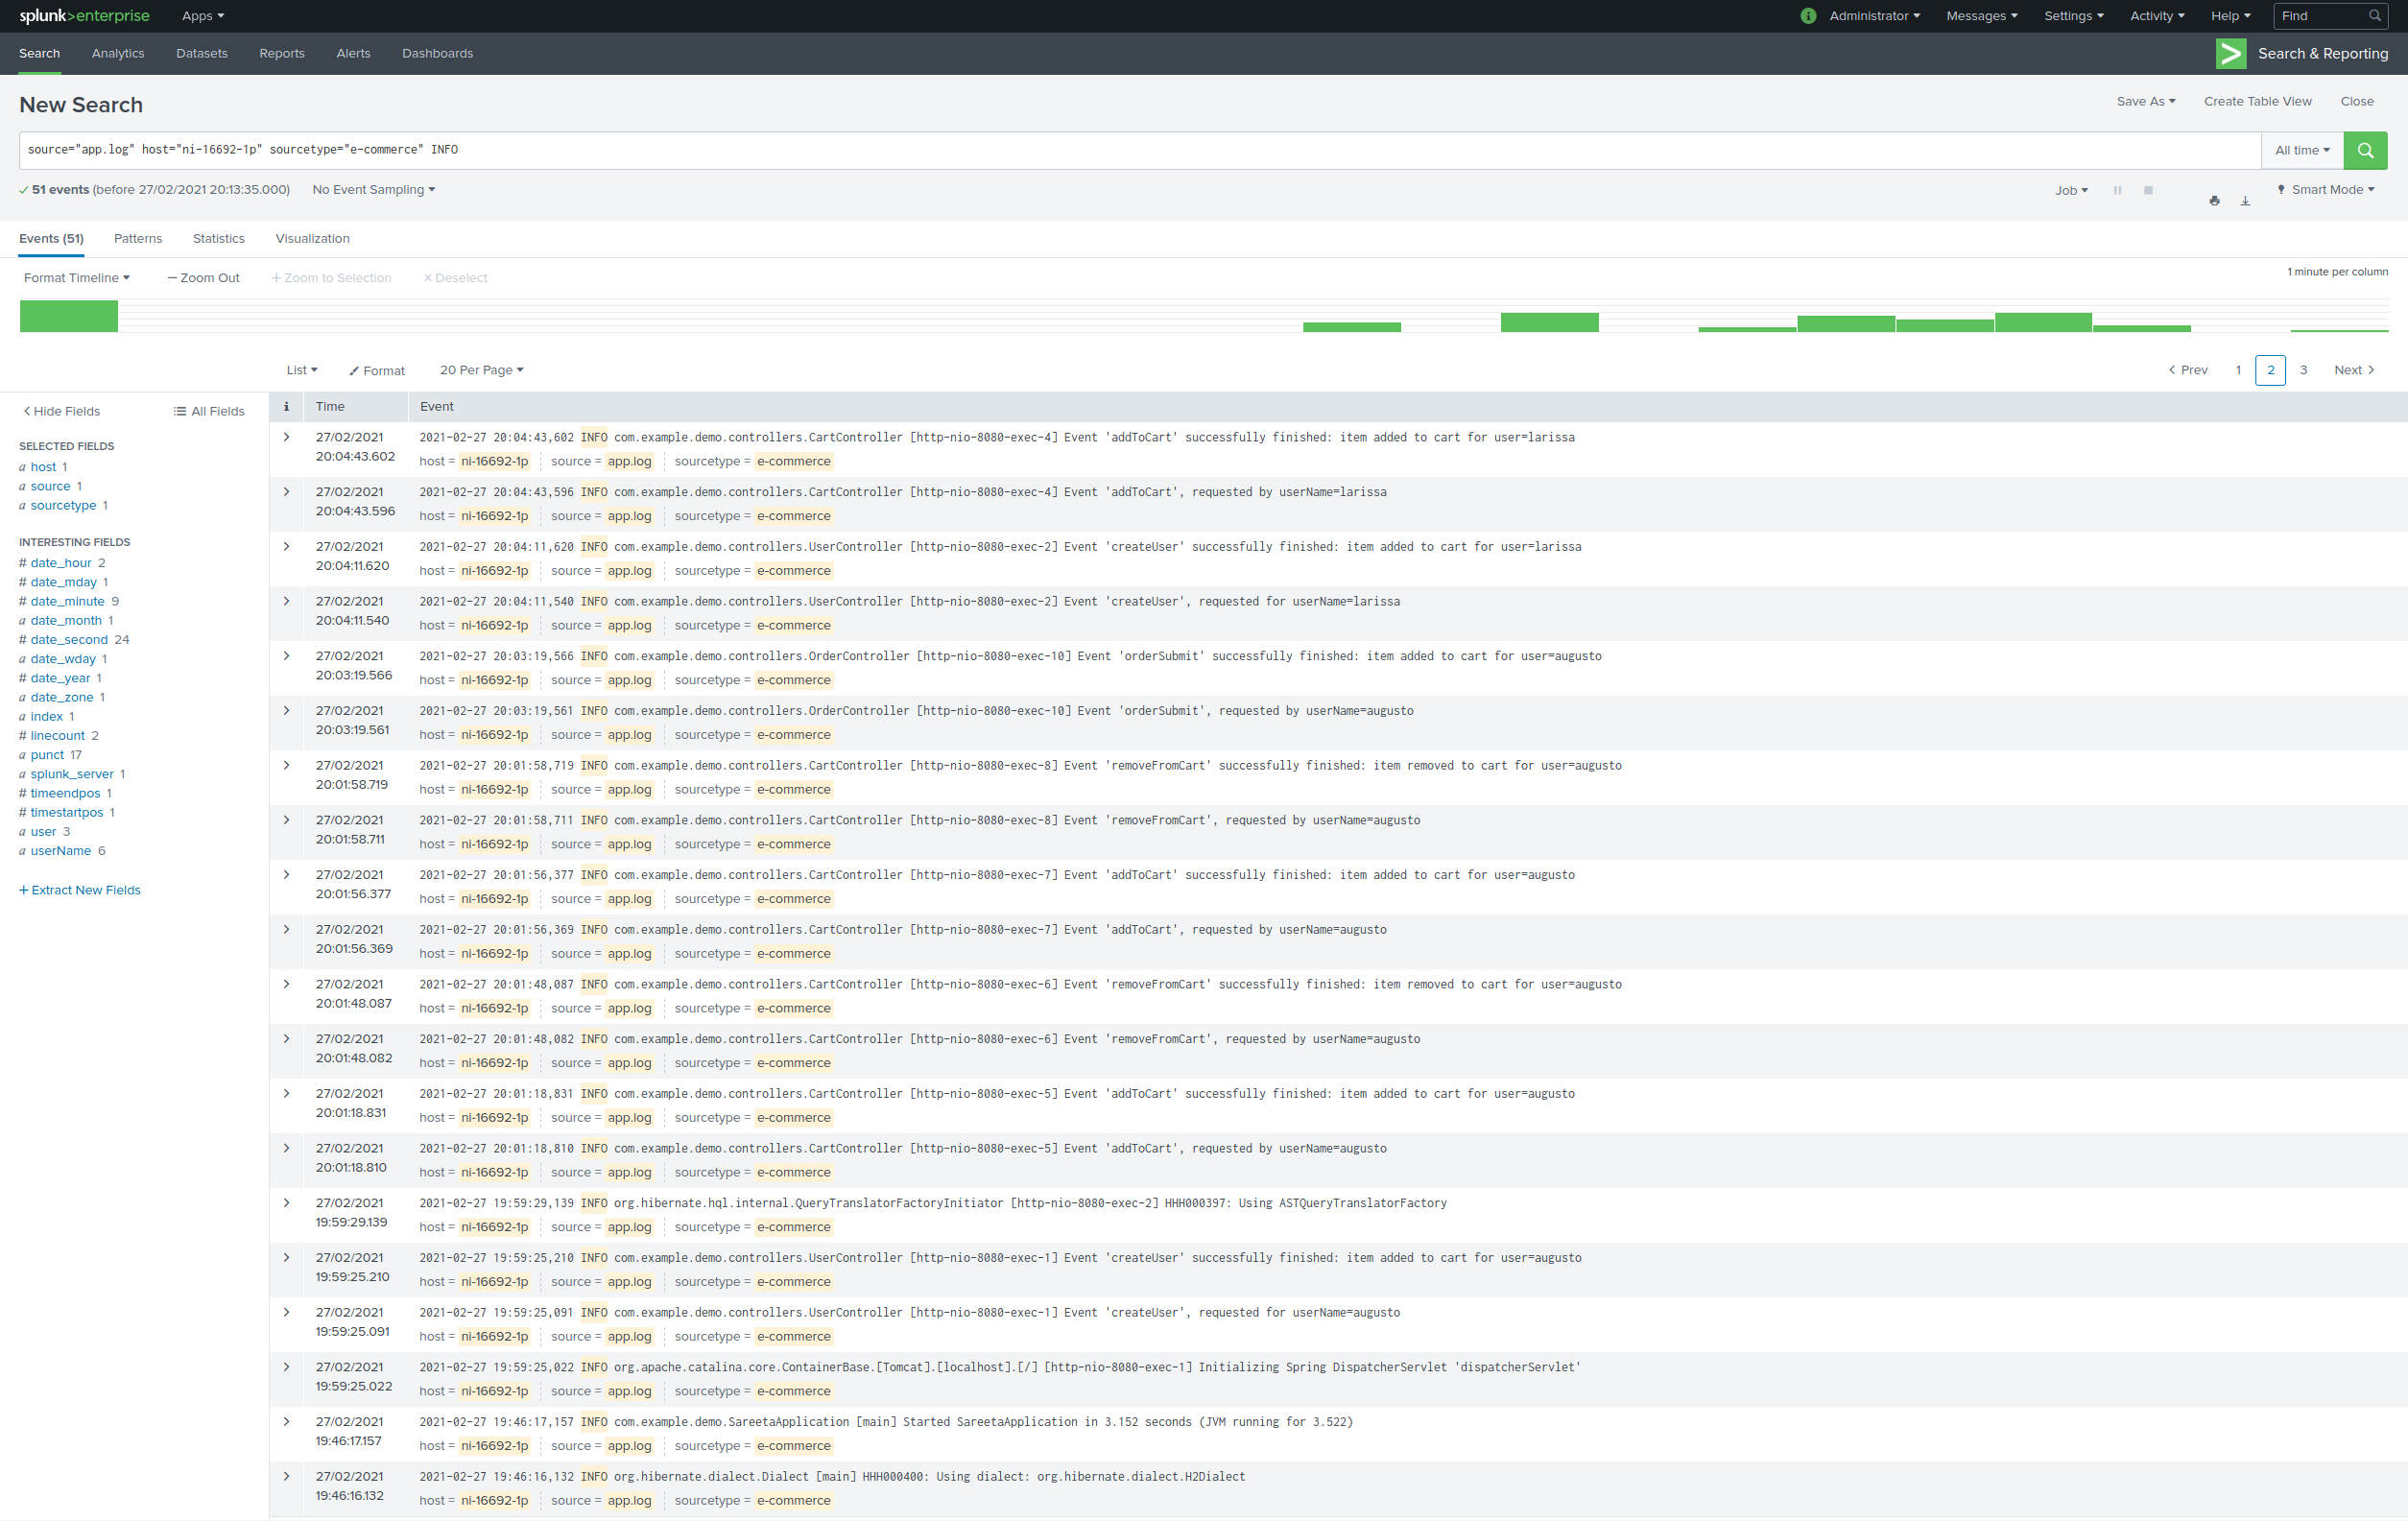 splunk>enterprise Apps Administrator Messages Settings Activity Help Find
Search Analytics Datasets Reports Alerts Dashboards Search & Reporting
New Search Save As Create Table View Close
source="app.log" host="ni-16692-1p" sourcetype="e-commerce" INFO All time
51 events (before 27/02/2021 20:13:35.000) No Event Sampling Job Smart Mode
Events (51) Patterns Statistics Visualization
Format Timeline — Zoom Out + Zoom to Selection × Deselect 1 minute per column
List Format 20 Per Page < Prev 1 2 3 Next >
< Hide Fields All Fields
SELECTED FIELDS
a host 1
a source 1
a sourcetype 1
INTERESTING FIELDS
# date_hour 2
# date_mday 1
# date_minute 9
a date_month 1
# date_second 24
a date_wday 1
# date_year 1
a date_zone 1
a index 1
# linecount 2
a punct 17
a splunk_server 1
# timeendpos 1
# timestartpos 1
a user 3
a userName 6
+ Extract New Fields
i Time Event
27/02/2021 2021-02-27 20:04:43,602 INFO com.example.demo.controllers.CartController [http-nio-8080-exec-4] Event 'addToCart' successfully finished: item added to cart for user=larissa
20:04:43.602 host = ni-16692-1p source = app.log sourcetype = e-commerce
27/02/2021 2021-02-27 20:04:43,596 INFO com.example.demo.controllers.CartController [http-nio-8080-exec-4] Event 'addToCart', requested by userName=larissa
20:04:43.596 host = ni-16692-1p source = app.log sourcetype = e-commerce
27/02/2021 2021-02-27 20:04:11,620 INFO com.example.demo.controllers.UserController [http-nio-8080-exec-2] Event 'createUser' successfully finished: item added to cart for user=larissa
20:04:11.620 host = ni-16692-1p source = app.log sourcetype = e-commerce
27/02/2021 2021-02-27 20:04:11,540 INFO com.example.demo.controllers.UserController [http-nio-8080-exec-2] Event 'createUser', requested for userName=larissa
20:04:11.540 host = ni-16692-1p source = app.log sourcetype = e-commerce
27/02/2021 2021-02-27 20:03:19,566 INFO com.example.demo.controllers.OrderController [http-nio-8080-exec-10] Event 'orderSubmit' successfully finished: item added to cart for user=augusto
20:03:19.566 host = ni-16692-1p source = app.log sourcetype = e-commerce
27/02/2021 2021-02-27 20:03:19,561 INFO com.example.demo.controllers.OrderController [http-nio-8080-exec-10] Event 'orderSubmit', requested by userName=augusto
20:03:19.561 host = ni-16692-1p source = app.log sourcetype = e-commerce
27/02/2021 2021-02-27 20:01:58,719 INFO com.example.demo.controllers.CartController [http-nio-8080-exec-8] Event 'removeFromCart' successfully finished: item removed to cart for user=augusto
20:01:58.719 host = ni-16692-1p source = app.log sourcetype = e-commerce
27/02/2021 2021-02-27 20:01:58,711 INFO com.example.demo.controllers.CartController [http-nio-8080-exec-8] Event 'removeFromCart', requested by userName=augusto
20:01:58.711 host = ni-16692-1p source = app.log sourcetype = e-commerce
27/02/2021 2021-02-27 20:01:56,377 INFO com.example.demo.controllers.CartController [http-nio-8080-exec-7] Event 'addToCart' successfully finished: item added to cart for user=augusto
20:01:56.377 host = ni-16692-1p source = app.log sourcetype = e-commerce
27/02/2021 2021-02-27 20:01:56,369 INFO com.example.demo.controllers.CartController [http-nio-8080-exec-7] Event 'addToCart', requested by userName=augusto
20:01:56.369 host = ni-16692-1p source = app.log sourcetype = e-commerce
27/02/2021 2021-02-27 20:01:48,087 INFO com.example.demo.controllers.CartController [http-nio-8080-exec-6] Event 'removeFromCart' successfully finished: item removed to cart for user=augusto
20:01:48.087 host = ni-16692-1p source = app.log sourcetype = e-commerce
27/02/2021 2021-02-27 20:01:48,082 INFO com.example.demo.controllers.CartController [http-nio-8080-exec-6] Event 'removeFromCart', requested by userName=augusto
20:01:48.082 host = ni-16692-1p source = app.log sourcetype = e-commerce
27/02/2021 2021-02-27 20:01:18,831 INFO com.example.demo.controllers.CartController [http-nio-8080-exec-5] Event 'addToCart' successfully finished: item added to cart for user=augusto
20:01:18.831 host = ni-16692-1p source = app.log sourcetype = e-commerce
27/02/2021 2021-02-27 20:01:18,810 INFO com.example.demo.controllers.CartController [http-nio-8080-exec-5] Event 'addToCart', requested by userName=augusto
20:01:18.810 host = ni-16692-1p source = app.log sourcetype = e-commerce
27/02/2021 2021-02-27 19:59:29,139 INFO org.hibernate.hql.internal.QueryTranslatorFactoryInitiator [http-nio-8080-exec-2] HHH000397: Using ASTQueryTranslatorFactory
19:59:29.139 host = ni-16692-1p source = app.log sourcetype = e-commerce
27/02/2021 2021-02-27 19:59:25,210 INFO com.example.demo.controllers.UserController [http-nio-8080-exec-1] Event 'createUser' successfully finished: item added to cart for user=augusto
19:59:25.210 host = ni-16692-1p source = app.log sourcetype = e-commerce
27/02/2021 2021-02-27 19:59:25,091 INFO com.example.demo.controllers.UserController [http-nio-8080-exec-1] Event 'createUser', requested for userName=augusto
19:59:25.091 host = ni-16692-1p source = app.log sourcetype = e-commerce
27/02/2021 2021-02-27 19:59:25,022 INFO org.apache.catalina.core.ContainerBase.[Tomcat].[localhost].[/] [http-nio-8080-exec-1] Initializing Spring DispatcherServlet 'dispatcherServlet'
19:59:25.022 host = ni-16692-1p source = app.log sourcetype = e-commerce
27/02/2021 2021-02-27 19:46:17,157 INFO com.example.demo.SareetaApplication [main] Started SareetaApplication in 3.152 seconds (JVM running for 3.522)
19:46:17.157 host = ni-16692-1p source = app.log sourcetype = e-commerce
27/02/2021 2021-02-27 19:46:16,132 INFO org.hibernate.dialect.Dialect [main] HHH000400: Using dialect: org.hibernate.dialect.H2Dialect
19:46:16.132 host = ni-16692-1p source = app.log sourcetype = e-commerce